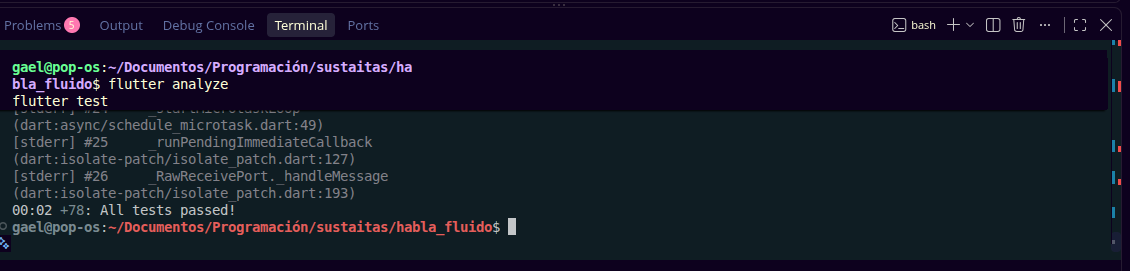 Problems 5 Output Debug Console Terminal Ports bash
gael@pop-os:~/Documentos/Programación/sustaitas/ha
bla_fluido$ flutter analyze
flutter test
[stderr] #24 _startMicrotaskLoop
(dart:async/schedule_microtask.dart:49)
[stderr] #25 _runPendingImmediateCallback
(dart:isolate-patch/isolate_patch.dart:127)
[stderr] #26 _RawReceivePort._handleMessage
(dart:isolate-patch/isolate_patch.dart:193)
00:02 +78: All tests passed!
gael@pop-os:~/Documentos/Programación/sustaitas/habla_fluido$